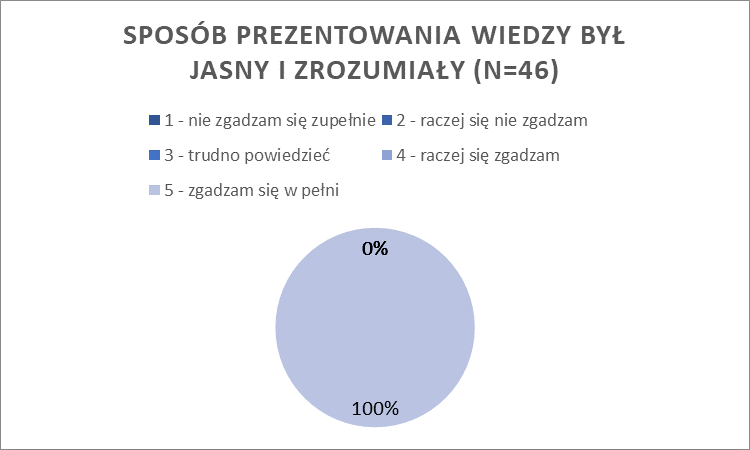 SPOSÓB PREZENTOWANIA WIEDZY BYŁ
JASNY I ZROZUMIAŁY (N=46)
1 - nie zgadzam się zupełnie 2 - raczej się nie zgadzam
3 - trudno powiedzieć 4 - raczej się zgadzam
5 - zgadzam się w pełni
0%
100%